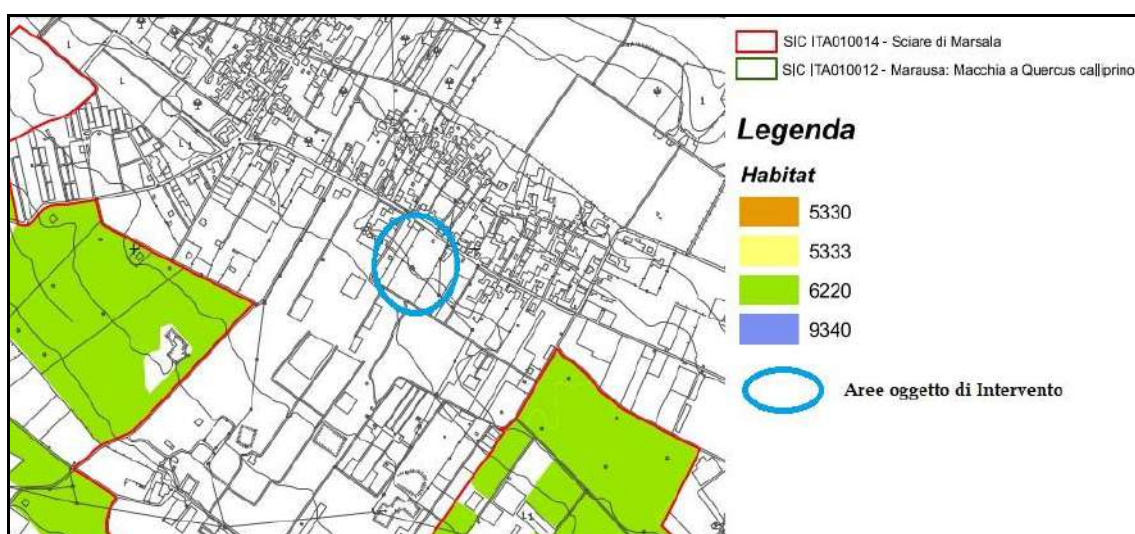 SIC ITA010014 - Sciare di Marsala
SIC ITA010012 - Marausa: Macchia a Quercus calliprino
Legenda
Habitat
5330
5333
6220
9340
Aree oggetto di Intervento